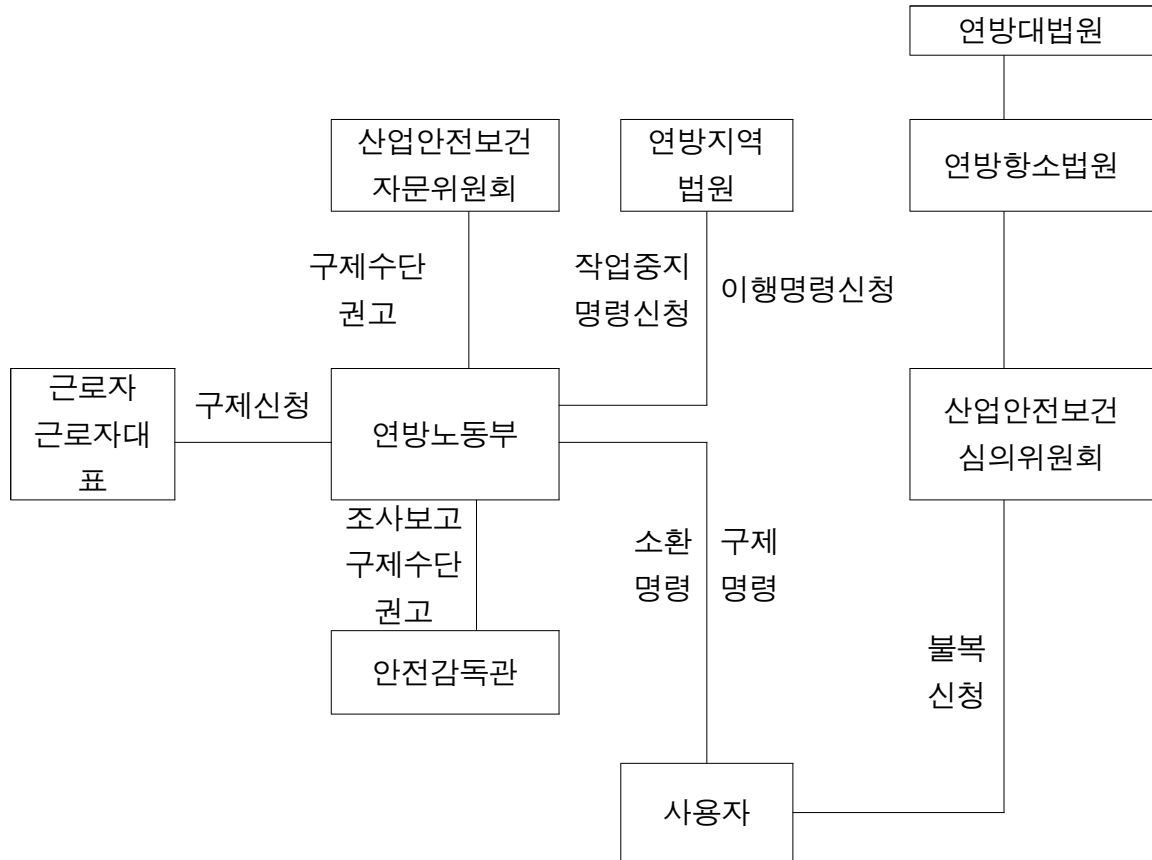 연방대법원
산업안전보건
자문위원회
연방지역
법원
연방항소법원
구제수단
권고
작업중지
명령신청
이행명령신청
근로자
근로자대
표
구제신청
연방노동부
산업안전보건
심의위원회
조사보고
구제수단
권고
소환
명령
구제
명령
안전감독관
불복
신청
사용자